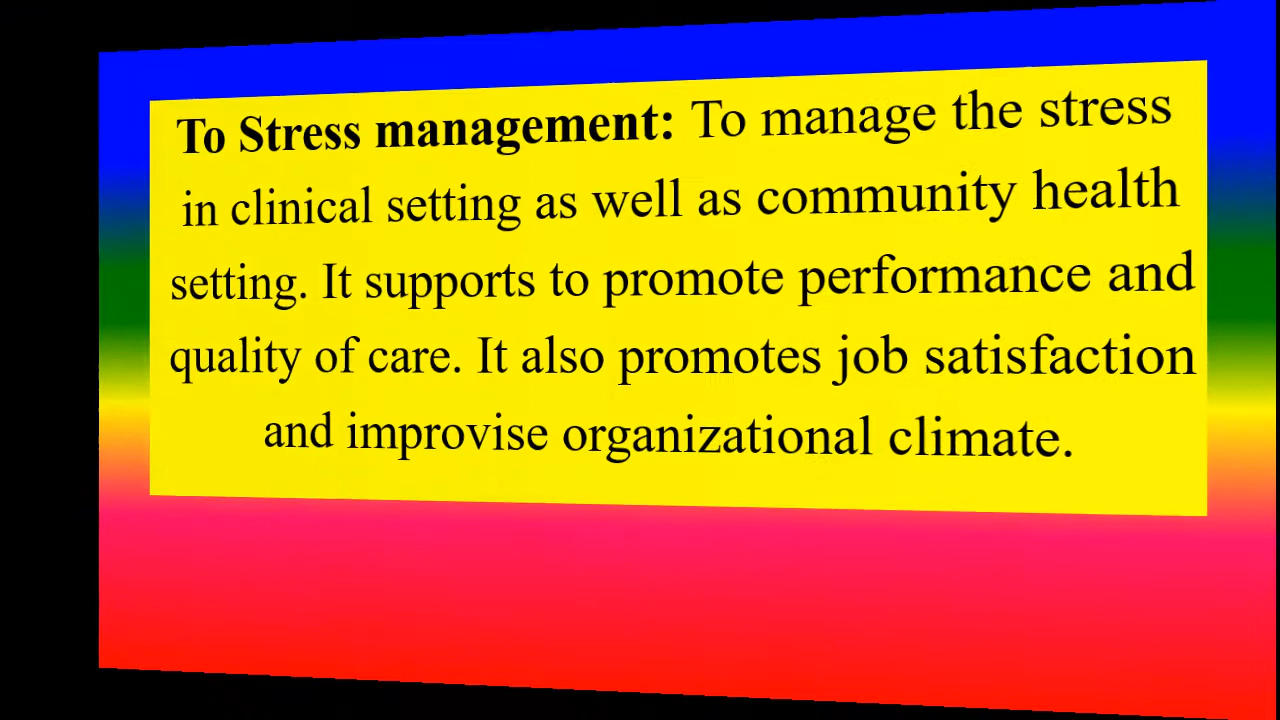 To Stress management: To manage the stress
in clinical setting as well as community health
setting. It supports to promote performance and
quality of care. It also promotes job satisfaction
and improvise organizational climate.